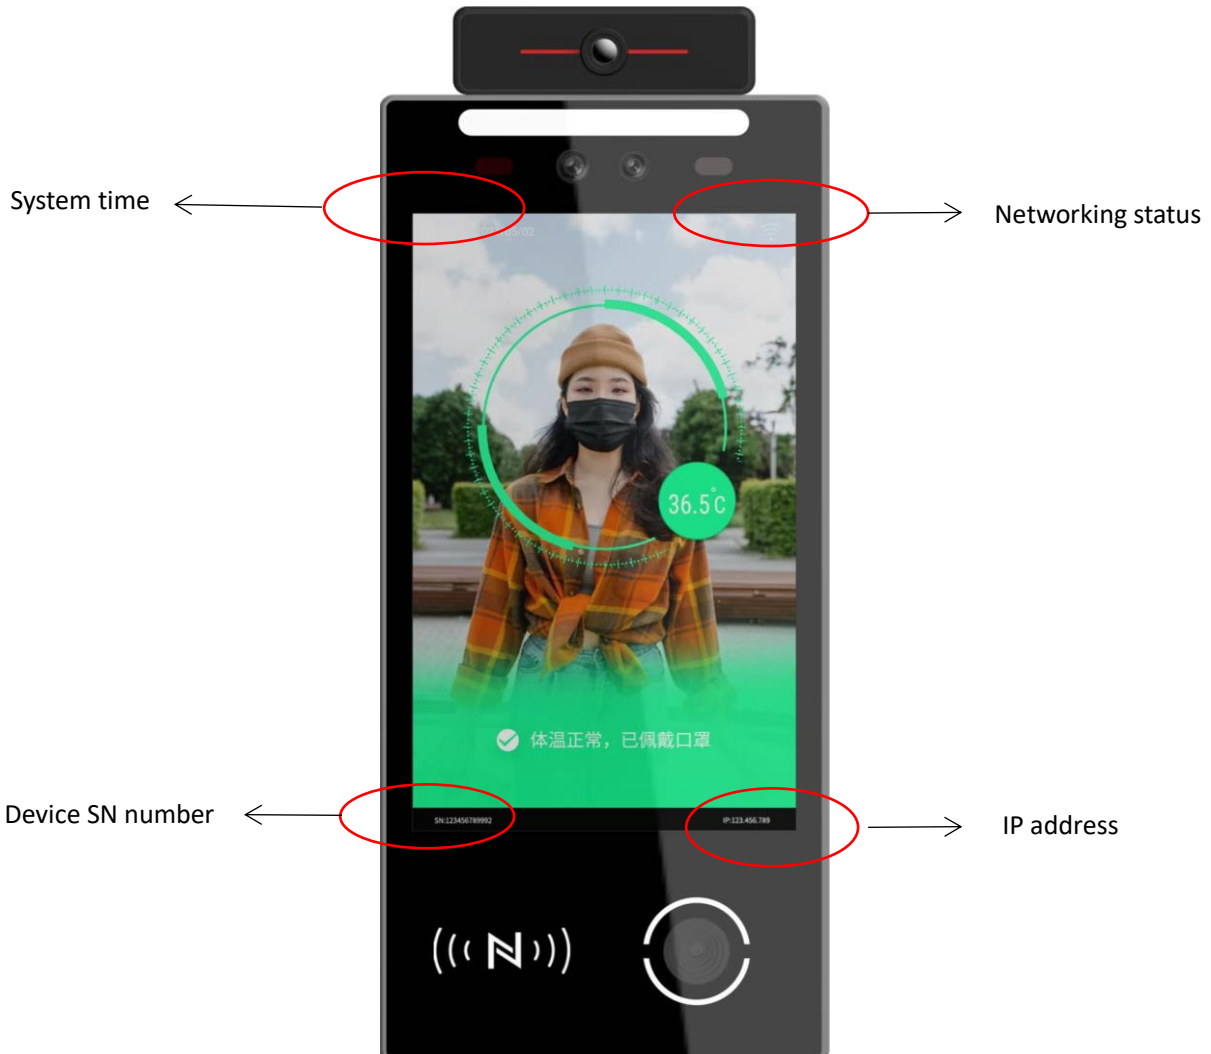 System time
Networking status
36.5℃
体温正常，已佩戴口罩
Device SN number
IP address
SN:123456789992
IP:123.456.789